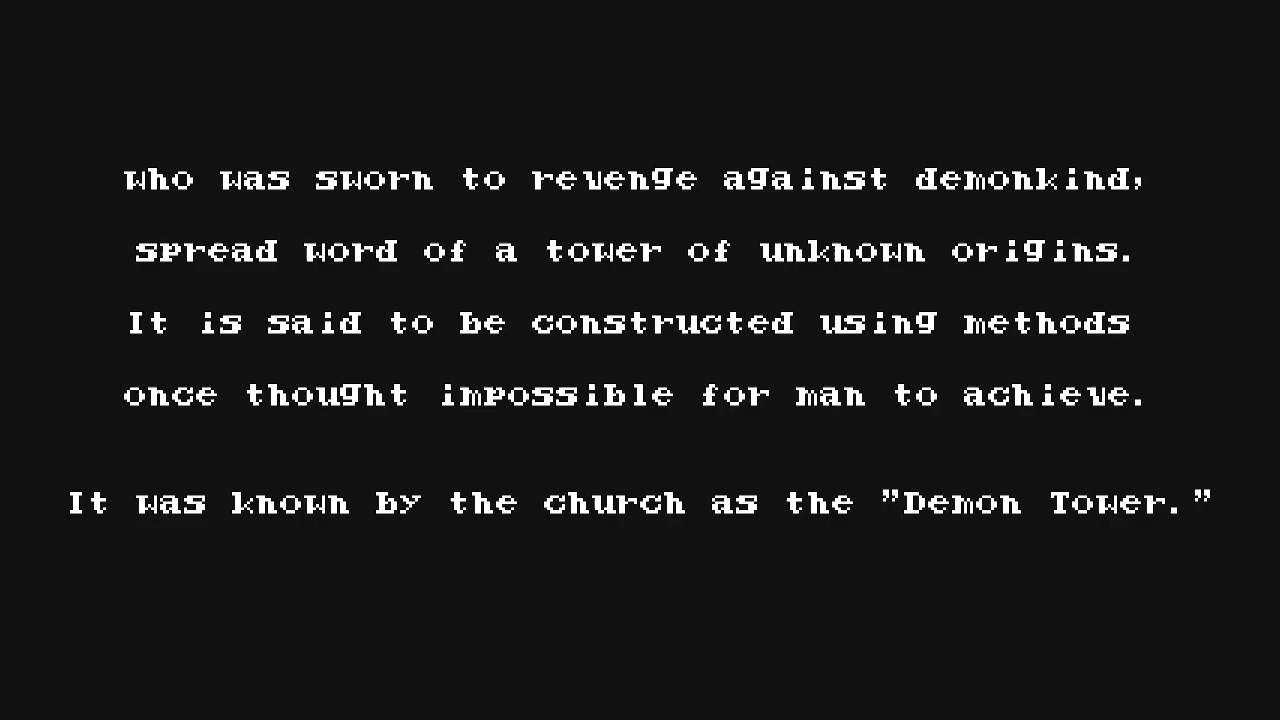 who was sworn to revenge against demonkind,
spread word of a tower of unknown origins.
It is said to be constructed using methods
once thought impossible for man to achieve.
It was known by the church as the "Demon Tower."